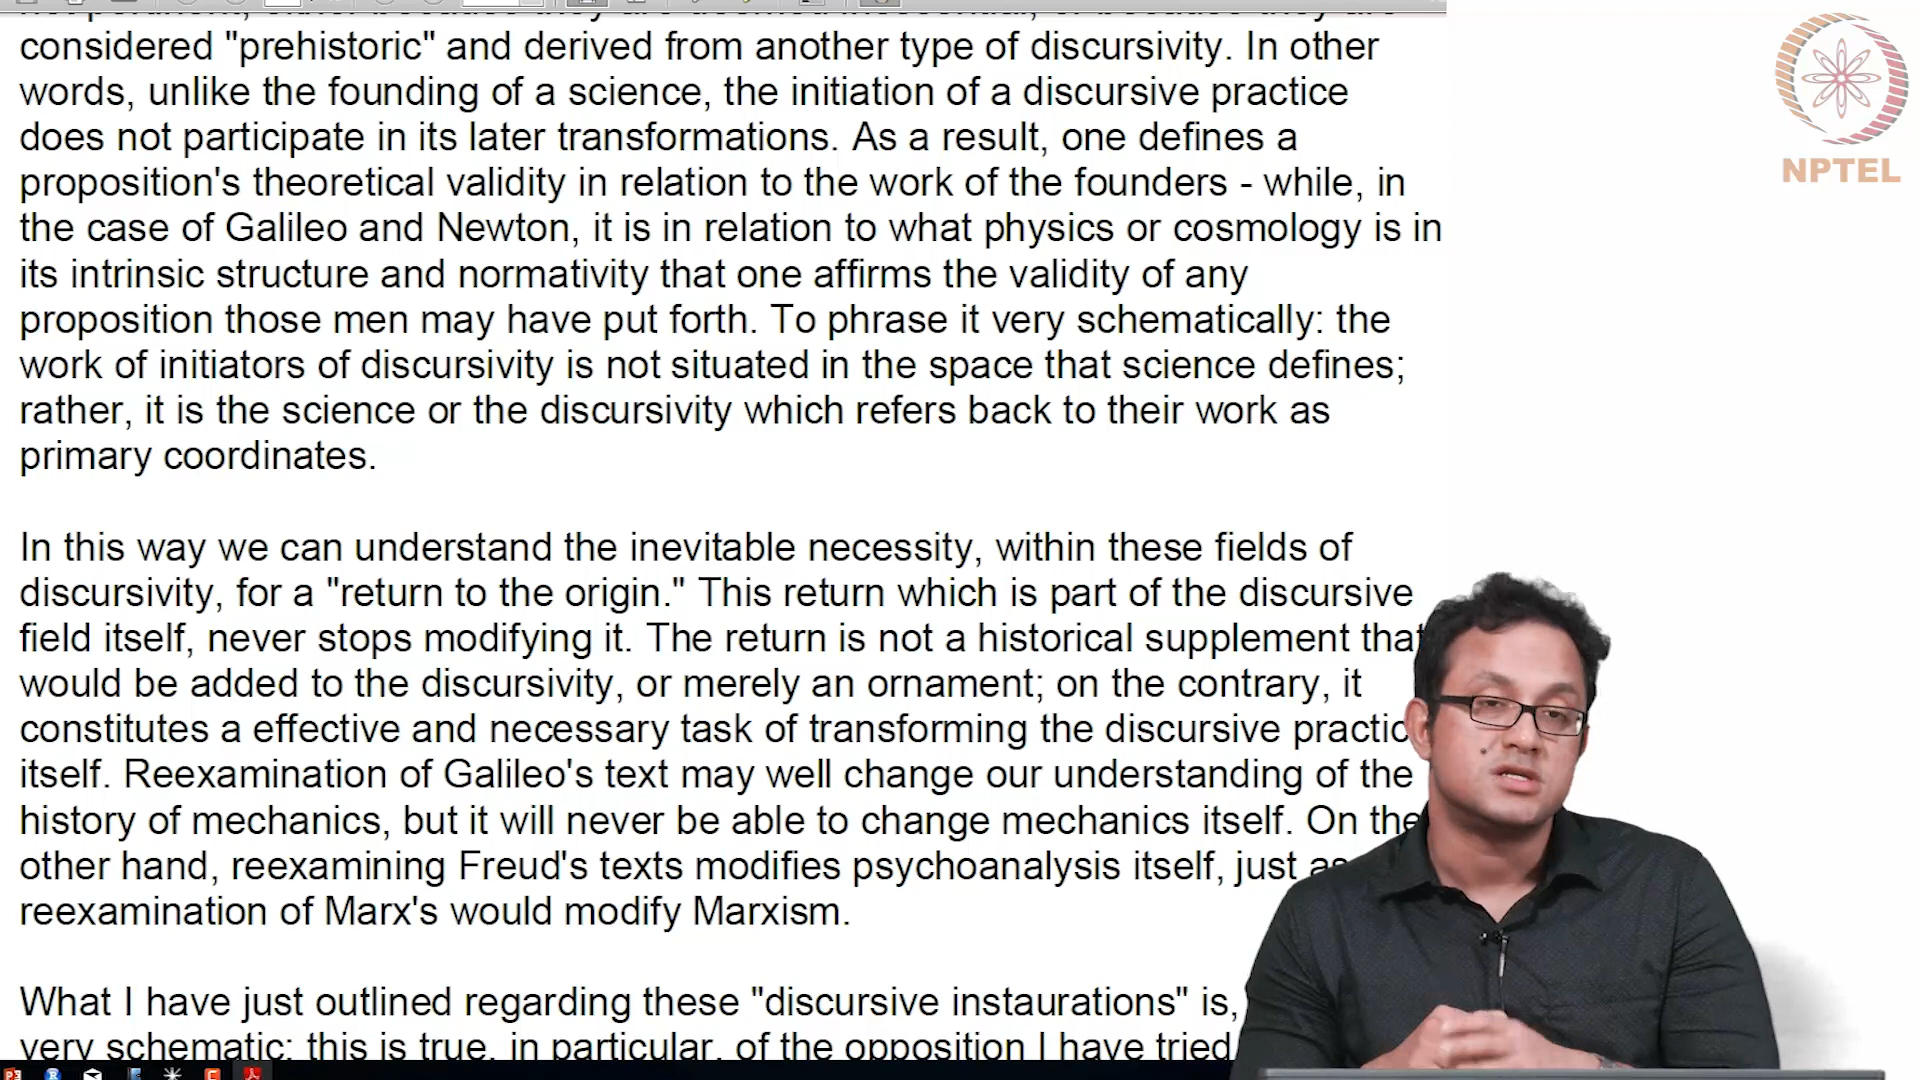 not pertinent, either because they are deemed inessential, or because they are
considered "prehistoric" and derived from another type of discursivity. In other
words, unlike the founding of a science, the initiation of a discursive practice
does not participate in its later transformations. As a result, one defines a
proposition's theoretical validity in relation to the work of the founders - while, in
the case of Galileo and Newton, it is in relation to what physics or cosmology is in
its intrinsic structure and normativity that one affirms the validity of any
proposition those men may have put forth. To phrase it very schematically: the
work of initiators of discursivity is not situated in the space that science defines;
rather, it is the science or the discursivity which refers back to their work as
primary coordinates.
In this way we can understand the inevitable necessity, within these fields of
discursivity, for a "return to the origin." This return which is part of the discursive
field itself, never stops modifying it. The return is not a historical supplement that
would be added to the discursivity, or merely an ornament; on the contrary, it
constitutes a effective and necessary task of transforming the discursive practic
itself. Reexamination of Galileo's text may well change our understanding of the
history of mechanics, but it will never be able to change mechanics itself. On the
other hand, reexamining Freud's texts modifies psychoanalysis itself, just as
reexamination of Marx's would modify Marxism.
What I have just outlined regarding these "discursive instaurations" is,
very schematic; this is true, in particular, of the opposition I have tried
NPTEL